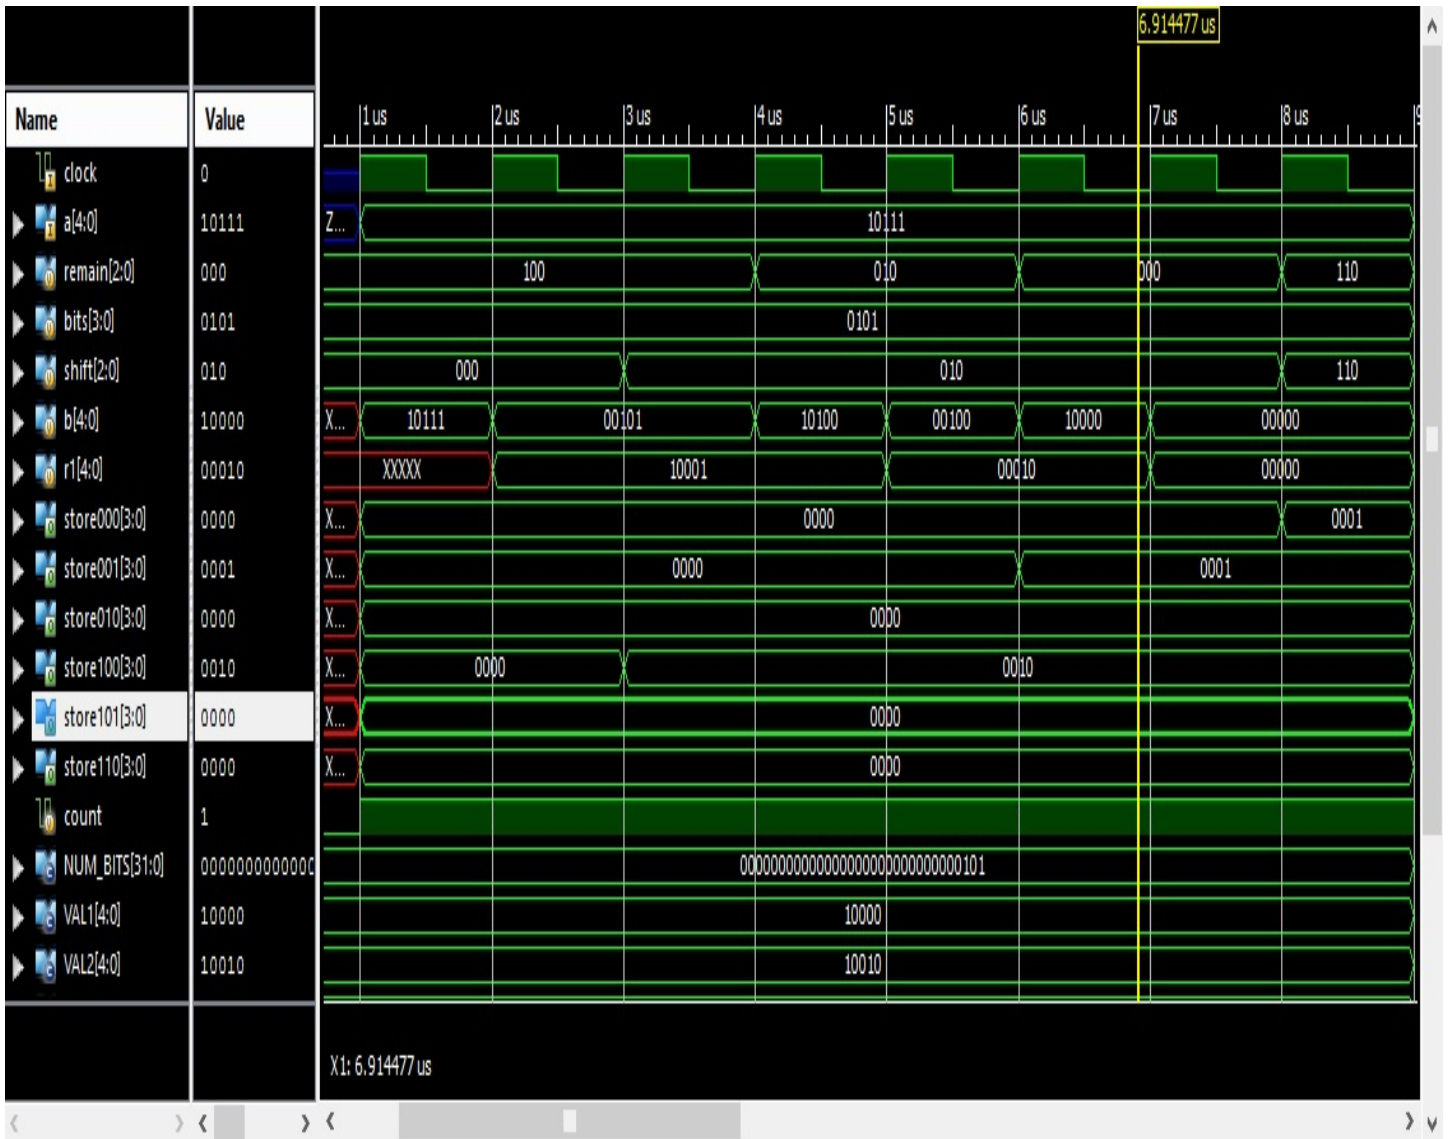 6.914477 us
Name Value 1 us 2 us 3 us 4 us 5 us 6 us 7 us 8 us 9
clock 0
a[4:0] 10111 Z... 10111
remain[2:0] 000 100 010 000 110
bits[3:0] 0101 0101
shift[2:0] 010 000 010 110
b[4:0] 10000 X... 10111 00101 10100 00100 10000 00000
r1[4:0] 00010 XXXXX 10001 00010 00000
store000[3:0] 0000 X... 0000 0001
store001[3:0] 0001 X... 0000 0001
store010[3:0] 0000 X... 0000
store100[3:0] 0010 X... 0000 0010
store101[3:0] 0000 X... 0000
store110[3:0] 0000 X... 0000
count 1
NUM_BITS[31:0] 0000000000000 00000000000000000000000000000101
VAL1[4:0] 10000 10000
VAL2[4:0] 10010 10010
X1: 6.914477 us